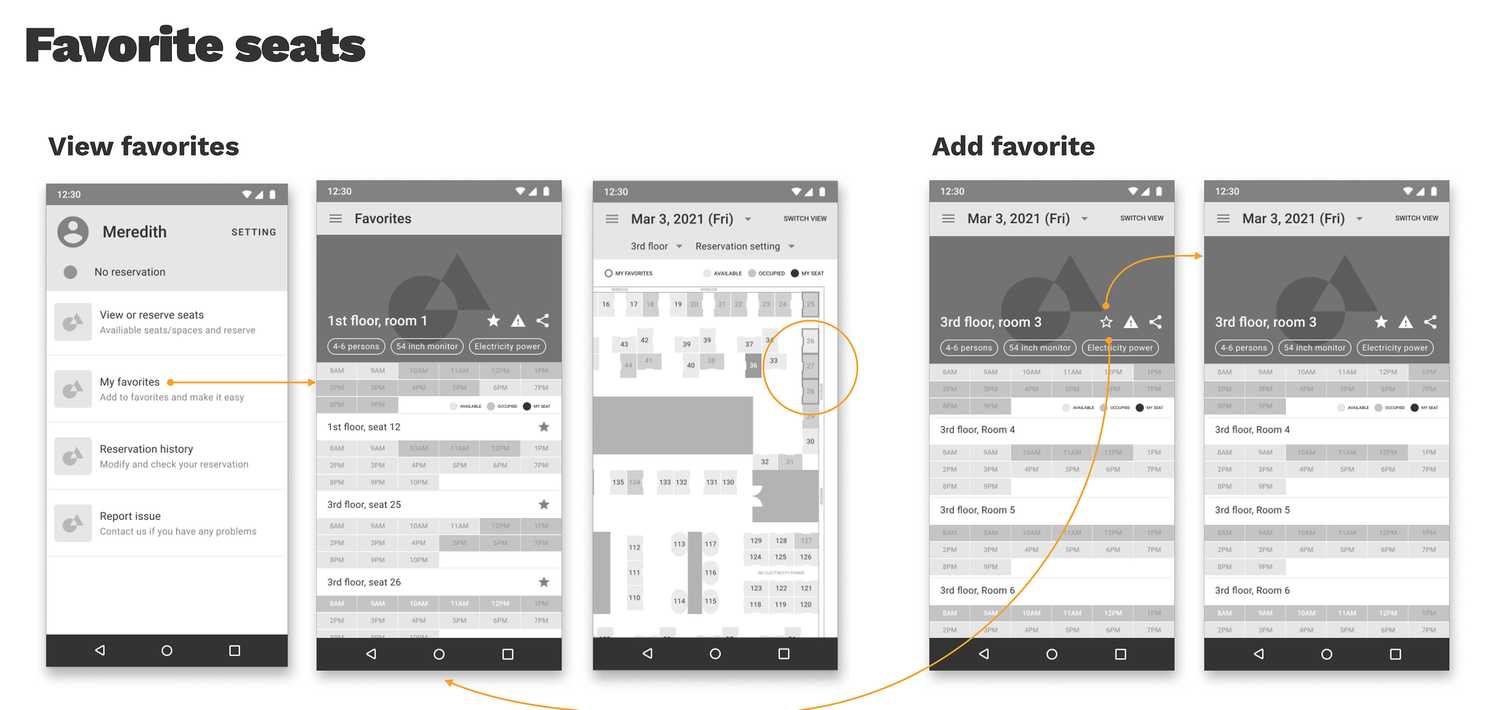 Favorite seats
View favorites
Add favorite
12:30
Meredith
SETTING
No reservation
View or reserve seats
Availiable seats/spaces and reserve
My favorites
Add to favorites and make it easy
Reservation history
Modify and check your reservation
Report issue
Contact us if you have any problems
12:30
Favorites
1st floor, room 1
4-6 persons 54 inch monitor Electricity power
8AM 9AM 10AM 11AM 12PM 1PM
2PM 3PM 4PM 5PM 6PM 7PM
8PM 9PM
AVAILABLE OCCUPIED MY SEAT
1st floor, seat 12
8AM 9AM 10AM 11AM 12PM 1PM
2PM 3PM 4PM 5PM 6PM 7PM
8PM 9PM 10PM
3rd floor, seat 25
8AM 9AM 10AM 11AM 12PM 1PM
2PM 3PM 4PM 5PM 6PM 7PM
8PM 9PM 10PM
3rd floor, seat 26
8AM 9AM 10AM 11AM 12PM 1PM
2PM 3PM 4PM 5PM 6PM 7PM
8PM 9PM 10PM
12:30
Mar 3, 2021 (Fri)
SWITCH VIEW
3rd floor Reservation setting
MY FAVORITES AVAILABLE OCCUPIED MY SEAT
16 17 18 19 20 21 22 23 24 25
26
43 42 39 39 37
44 41 40 38 36 33 27
28
29
30
32 31
135 134 133 132 131 130
112 113 117 129 128 127
124 125 126
111 116
NO ELECTRICITY POWER
110 114 115 123 122 121
118 119 120
12:30
Mar 3, 2021 (Fri)
SWITCH VIEW
3rd floor, room 3
4-6 persons 54 inch monitor Electricity power
8AM 9AM 10AM 11AM 12PM 1PM
2PM 3PM 4PM 5PM 6PM 7PM
8PM 9PM
AVAILABLE OCCUPIED MY SEAT
3rd floor, Room 4
8AM 9AM 10AM 11AM 12PM 1PM
2PM 3PM 4PM 5PM 6PM 7PM
8PM 9PM
3rd floor, Room 5
8AM 9AM 10AM 11AM 12PM 1PM
2PM 3PM 4PM 5PM 6PM 7PM
8PM 9PM
3rd floor, Room 6
8AM 9AM 10AM 11AM 12PM 1PM
2PM 3PM 4PM 5PM 6PM 7PM
12:30
Mar 3, 2021 (Fri)
SWITCH VIEW
3rd floor, room 3
4-6 persons 54 inch monitor Electricity power
8AM 9AM 10AM 11AM 12PM 1PM
2PM 3PM 4PM 5PM 6PM 7PM
8PM 9PM
AVAILABLE OCCUPIED MY SEAT
3rd floor, Room 4
8AM 9AM 10AM 11AM 12PM 1PM
2PM 3PM 4PM 5PM 6PM 7PM
8PM 9PM
3rd floor, Room 5
8AM 9AM 10AM 11AM 12PM 1PM
2PM 3PM 4PM 5PM 6PM 7PM
8PM 9PM
3rd floor, Room 6
8AM 9AM 10AM 11AM 12PM 1PM
2PM 3PM 4PM 5PM 6PM 7PM